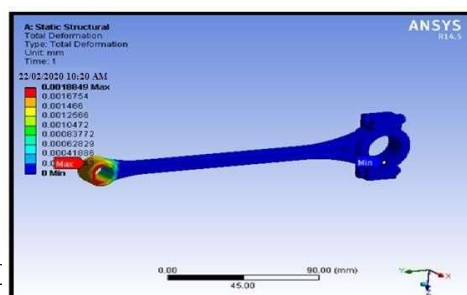 A: Static Structural
Total Deformation
Type: Total Deformation
Unit: mm
Time: 1
22/02/2020 10:20 AM
0.0018849 Max
0.0016754
0.001466
0.0012566
0.0010472
0.00083772
0.00062829
0.00041886
0 Min
ANSYS
R14.5
Max
Min
0.00
90.00 (mm)
45.00
Y
X
Z